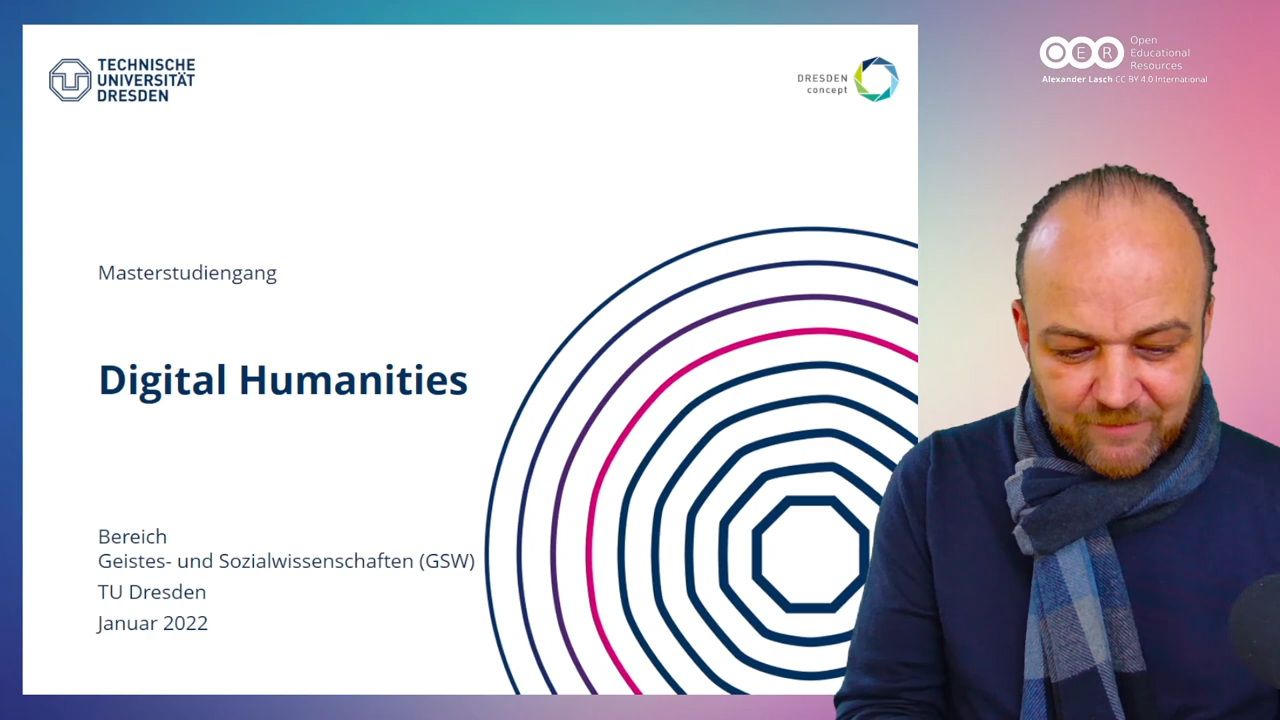 TECHNISCHE
UNIVERSITÄT
DRESDEN
DRESDEN
concept
Masterstudiengang
Digital Humanities
Bereich
Geistes- und Sozialwissenschaften (GSW)
TU Dresden
Januar 2022
OER
Open
Educational
Resources
Alexander Lasch CC BY 4.0 International